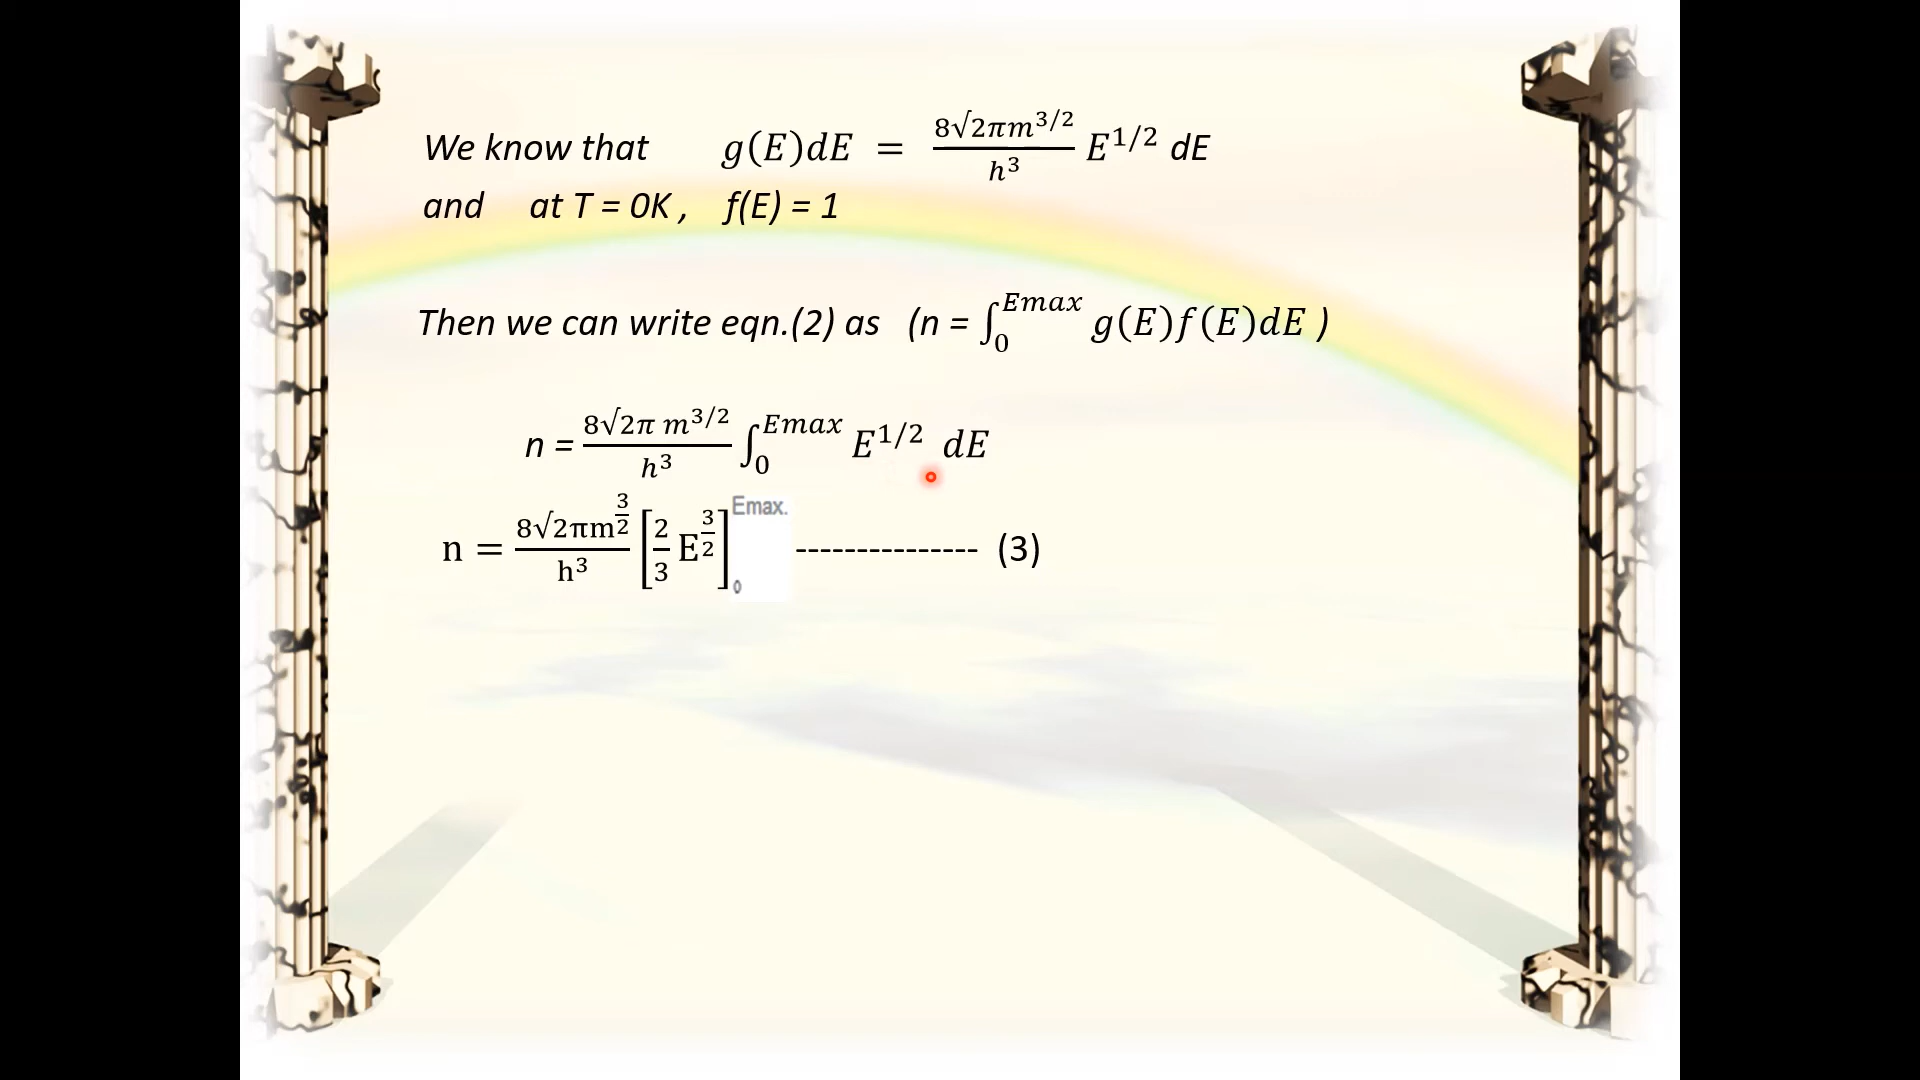 We know that g(E)dE = 8√2πm^{3/2}/h^3 E^{1/2} dE
and at T = 0K , f(E) = 1
Then we can write eqn.(2) as (n = ∫_0^{Emax} g(E)f(E)dE )
n = 8√2π m^{3/2}/h^3 ∫_0^{Emax} E^{1/2} dE
n = 8√2πm^{3/2}/h^3 [2/3 E^{3/2}]_0^{Emax.} --------------- (3)